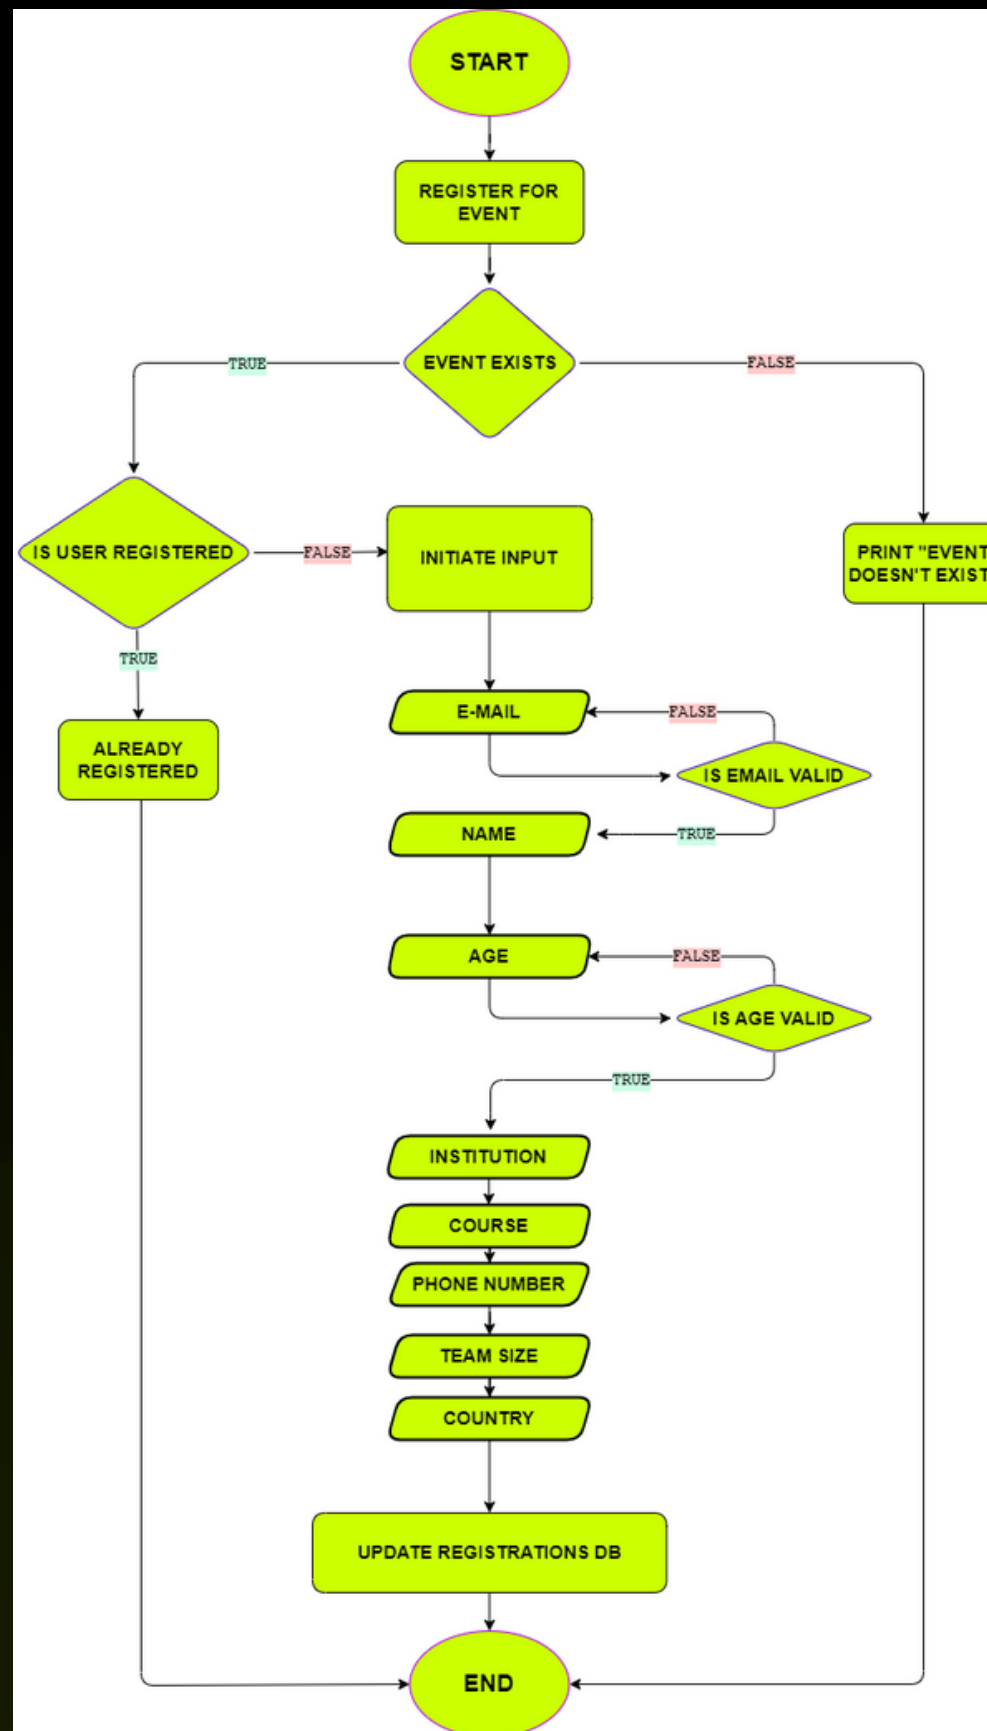 START
REGISTER FOR
EVENT
EVENT EXISTS
TRUE
FALSE
IS USER REGISTERED
FALSE
INITIATE INPUT
PRINT "EVENT
DOESN'T EXIST
TRUE
E-MAIL
FALSE
ALREADY
REGISTERED
IS EMAIL VALID
NAME
TRUE
AGE
FALSE
IS AGE VALID
TRUE
INSTITUTION
COURSE
PHONE NUMBER
TEAM SIZE
COUNTRY
UPDATE REGISTRATIONS DB
END